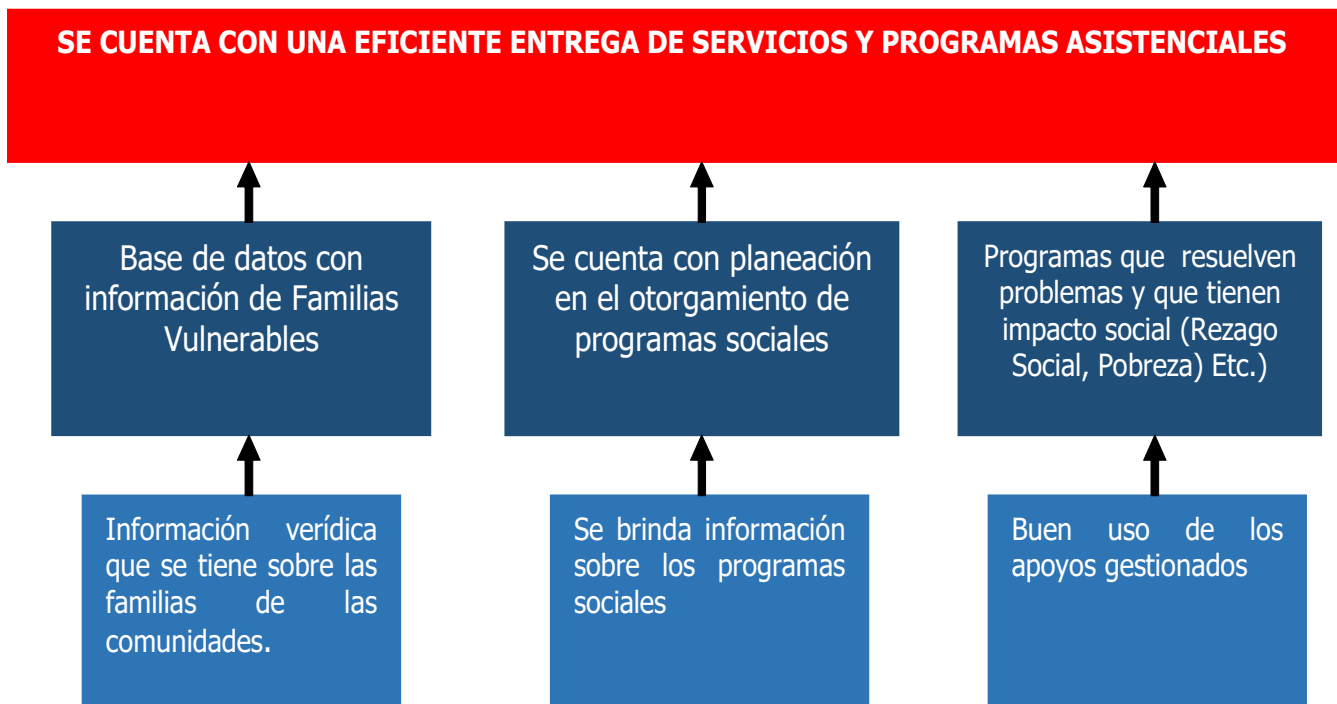 SE CUENTA CON UNA EFICIENTE ENTREGA DE SERVICIOS Y PROGRAMAS ASISTENCIALES
Base de datos con
información de Familias
Vulnerables
Se cuenta con planeación
en el otorgamiento de
programas sociales
Programas que resuelven
problemas y que tienen
impacto social (Rezago
Social, Pobreza) Etc.)
Información verídica
que se tiene sobre las
familias de las
comunidades.
Se brinda información
sobre los programas
sociales
Buen uso de los
apoyos gestionados